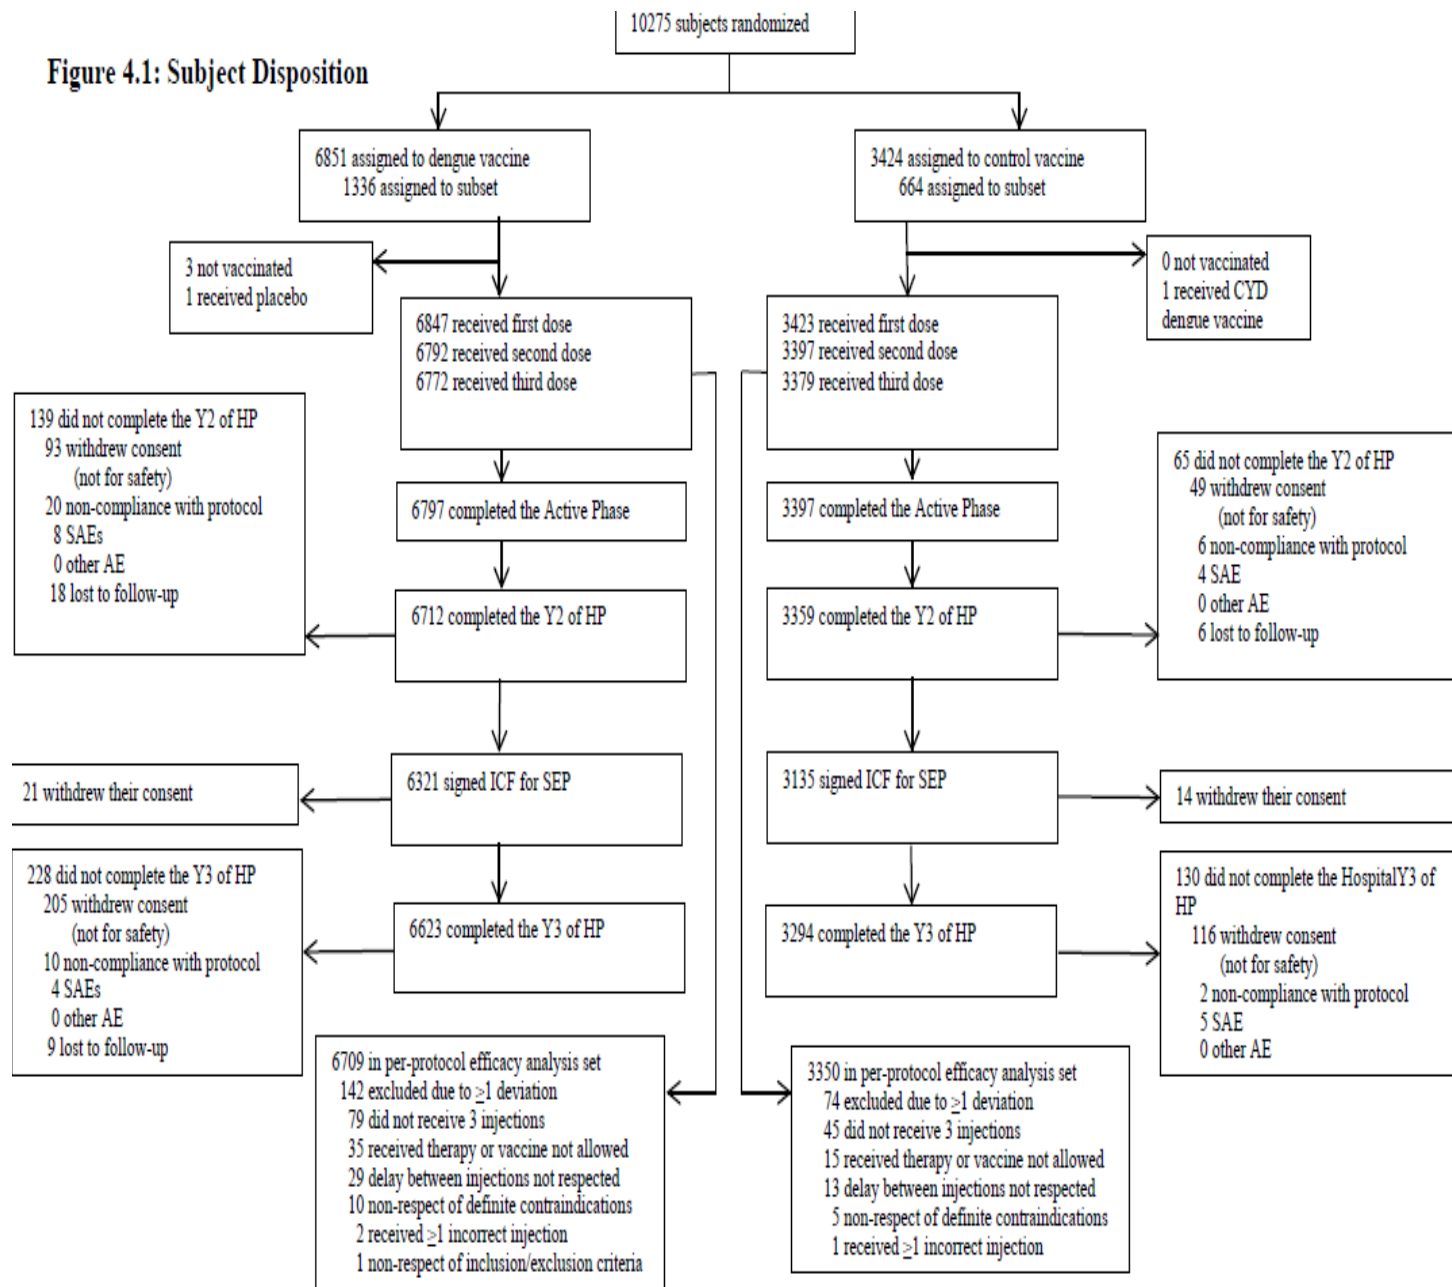 10275 subjects randomized
Figure 4.1: Subject Disposition
6851 assigned to dengue vaccine
1336 assigned to subset
3424 assigned to control vaccine
664 assigned to subset
3 not vaccinated
1 received placebo
0 not vaccinated
1 received CYD
dengue vaccine
6847 received first dose
6792 received second dose
6772 received third dose
3423 received first dose
3397 received second dose
3379 received third dose
139 did not complete the Y2 of HP
93 withdrew consent
(not for safety)
20 non-compliance with protocol
8 SAEs
0 other AE
18 lost to follow-up
6797 completed the Active Phase
3397 completed the Active Phase
65 did not complete the Y2 of HP
49 withdrew consent
(not for safety)
6 non-compliance with protocol
4 SAE
0 other AE
6 lost to follow-up
6712 completed the Y2 of HP
3359 completed the Y2 of HP
21 withdrew their consent
6321 signed ICF for SEP
3135 signed ICF for SEP
14 withdrew their consent
228 did not complete the Y3 of HP
205 withdrew consent
(not for safety)
10 non-compliance with protocol
4 SAEs
0 other AE
9 lost to follow-up
6623 completed the Y3 of HP
3294 completed the Y3 of HP
130 did not complete the HospitalY3 of
HP
116 withdrew consent
(not for safety)
2 non-compliance with protocol
5 SAE
0 other AE
6709 in per-protocol efficacy analysis set
142 excluded due to ≥1 deviation
79 did not receive 3 injections
35 received therapy or vaccine not allowed
29 delay between injections not respected
10 non-respect of definite contraindications
2 received ≥1 incorrect injection
1 non-respect of inclusion/exclusion criteria
3350 in per-protocol efficacy analysis set
74 excluded due to ≥1 deviation
45 did not receive 3 injections
15 received therapy or vaccine not allowed
13 delay between injections not respected
5 non-respect of definite contraindications
1 received ≥1 incorrect injection